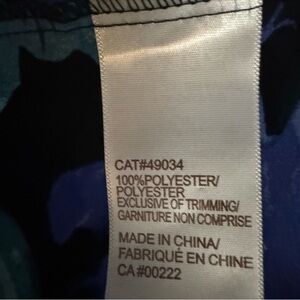 CAT#49034
100%POLYESTER/
POLYESTER
EXCLUSIVE OF TRIMMING/
GARNITURE NON COMPRISE
MADE IN CHINA/
FABRIQUÉ EN CHINE
CA #00222